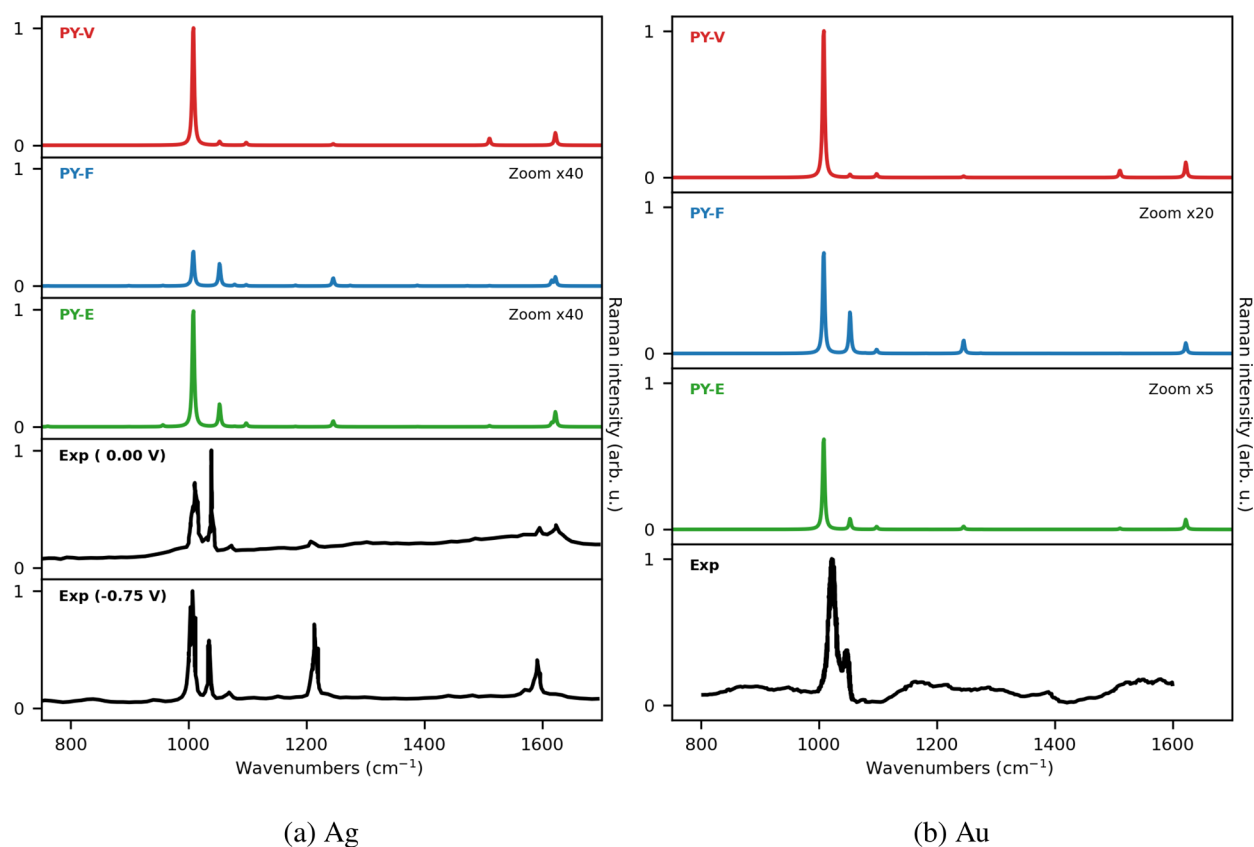 PY-V
1
0
PY-F
Zoom x40
1
0
PY-E
Zoom x40
1
0
Exp ( 0.00 V)
1
0
Exp (-0.75 V)
1
0
800 1000 1200 1400 1600
Wavenumbers (cm⁻¹)
Raman intensity (arb. u.)
(a) Ag
PY-V
1
0
PY-F
Zoom x20
1
0
PY-E
Zoom x5
1
0
Exp
1
0
800 1000 1200 1400 1600
Wavenumbers (cm⁻¹)
Raman intensity (arb. u.)
(b) Au